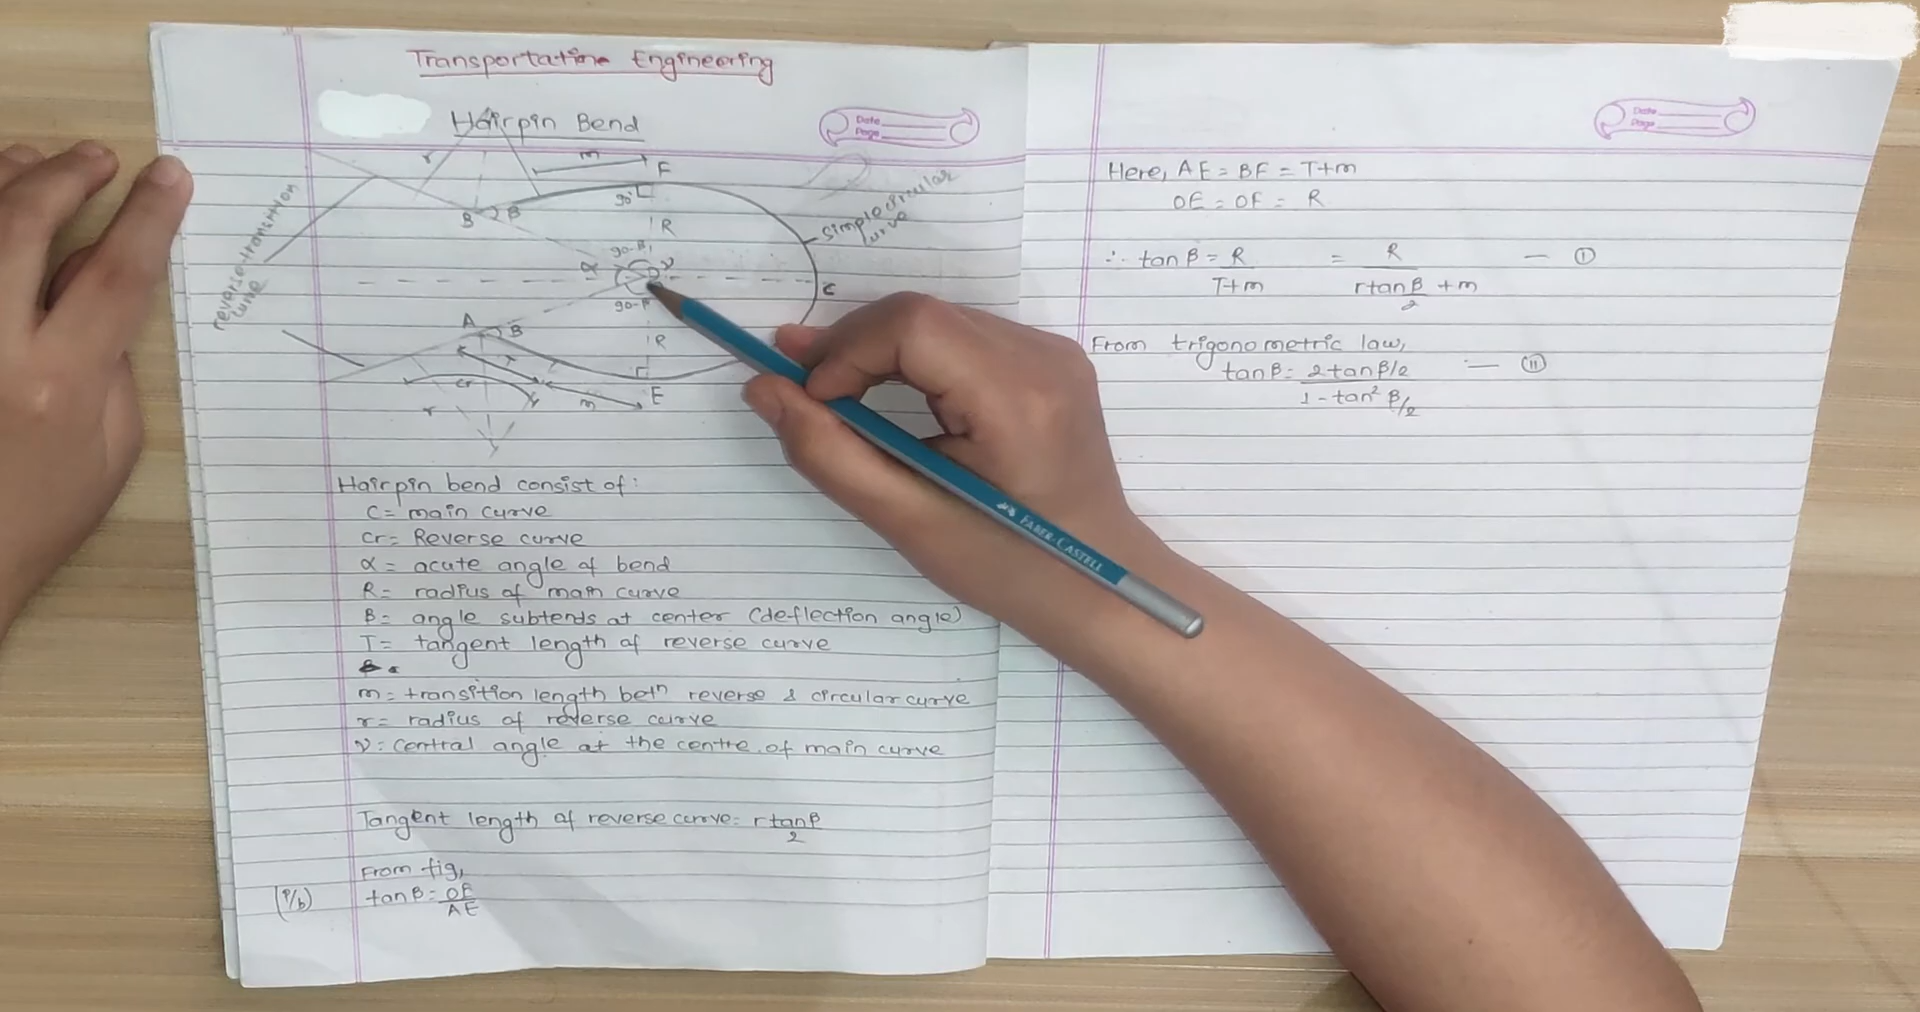 Transportation Engineering
Hairpin Bend
Date
Page
r
m
F
90°
B
β
R
simple circular
curve
reverse transition
curve
90-β
α
γ
C
90-β
A
β
R
T
cr
m
E
r
Hairpin bend consist of:
C= main curve
Cr= Reverse curve
α = acute angle of bend
R= radius of main curve
β= angle subtends at center (deflection angle)
T= tangent length of reverse curve
m= transition length betn reverse & circular curve
r= radius of reverse curve
γ= central angle at the centre of main curve
Tangent length of reverse curve= r tan β/2
From fig,
(P/b) tan β = OE/AE
Date
Page
Here, AE = BF = T+m
OE = OF = R
∴ tan β = R/(T+m) = R/(r tan β/2 + m) — (I)
From trigonometric law,
tan β = 2 tan β/2 / (1 - tan² β/2) — (II)
FABER-CASTELL